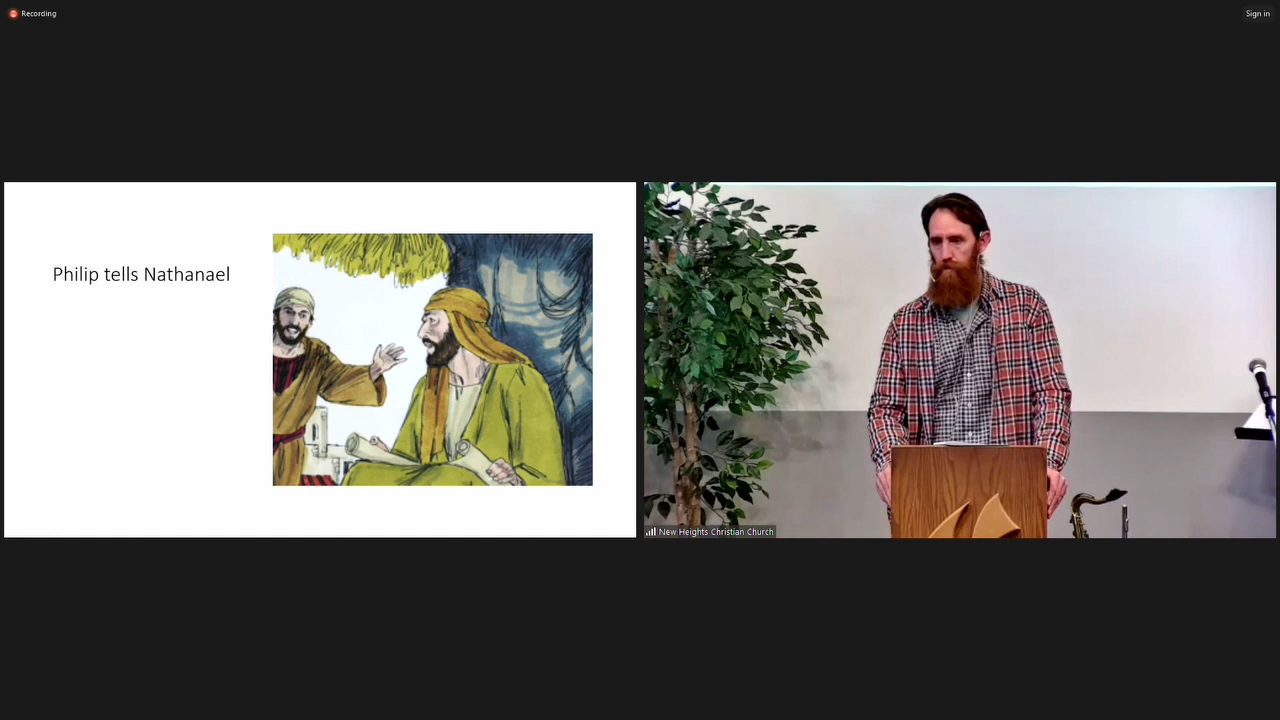 Recording
Sign in
Philip tells Nathanael
New Heights Christian Church